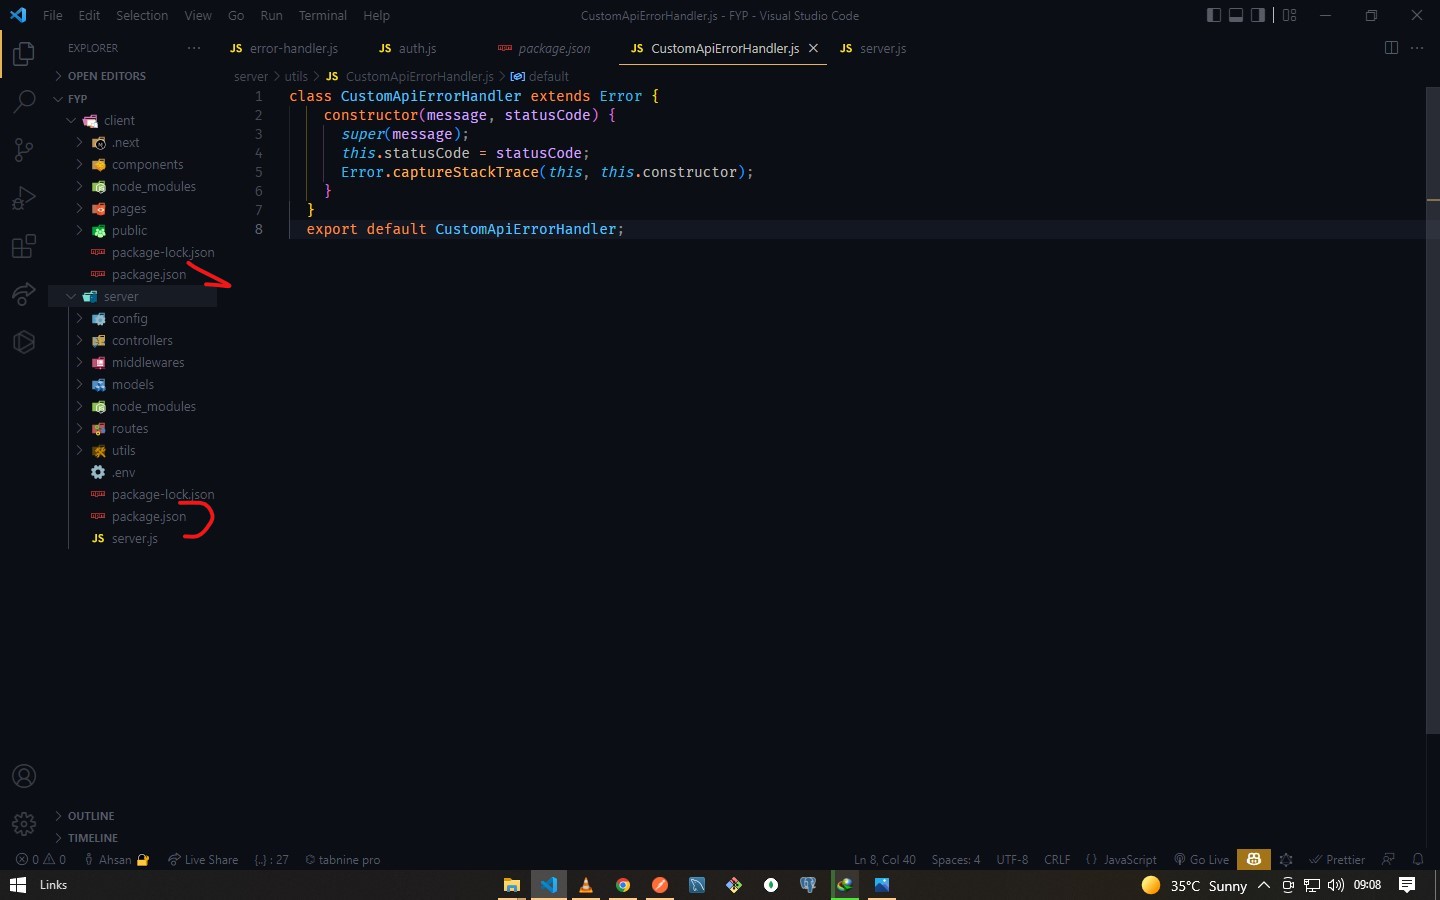 File Edit Selection View Go Run Terminal Help CustomApiErrorHandler.js - FYP - Visual Studio Code
EXPLORER ··· JS error-handler.js JS auth.js package.json JS CustomApiErrorHandler.js JS server.js ···
OPEN EDITORS server > utils > JS CustomApiErrorHandler.js > default
FYP
client
.next
components
node_modules
pages
public
package-lock.json
package.json
server
config
controllers
middlewares
models
node_modules
routes
utils
.env
package-lock.json
package.json
JS server.js
OUTLINE
TIMELINE
1 class CustomApiErrorHandler extends Error {
2 constructor(message, statusCode) {
3 super(message);
4 this.statusCode = statusCode;
5 Error.captureStackTrace(this, this.constructor);
6 }
7 }
8 export default CustomApiErrorHandler;
0 0 Ahsan Live Share {..} : 27 tabnine pro Ln 8, Col 40 Spaces: 4 UTF-8 CRLF { } JavaScript Go Live Prettier
Links 35°C Sunny 09:08